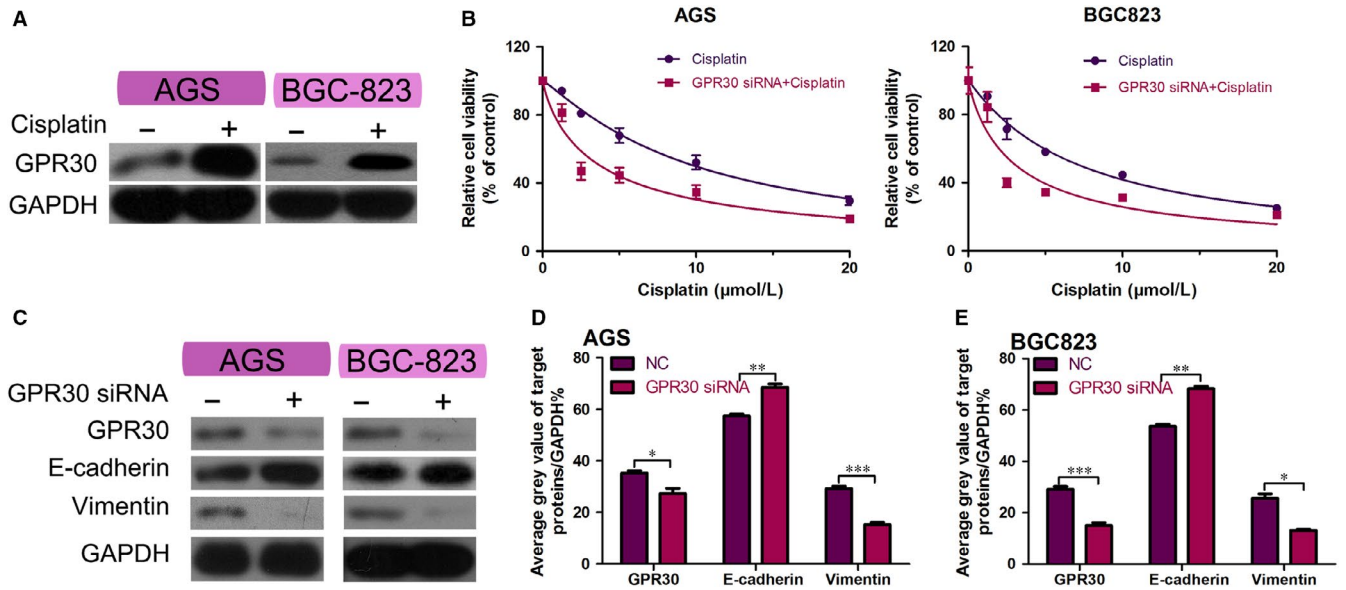 A
AGS
BGC-823
Cisplatin
− + − +
GPR30
GAPDH
B
AGS
Relative cell viability
(% of control)
120
80
40
0
Cisplatin
GPR30 siRNA+Cisplatin
0 10 20
Cisplatin (µmol/L)
BGC823
Relative cell viability
(% of control)
120
80
40
0
Cisplatin
GPR30 siRNA+Cisplatin
0 10 20
Cisplatin (µmol/L)
C
AGS
BGC-823
GPR30 siRNA
− + − +
GPR30
E-cadherin
Vimentin
GAPDH
D
AGS
Average grey value of target
proteins/GAPDH%
80
60
40
20
0
NC
GPR30 siRNA
*
**
***
GPR30 E-cadherin Vimentin
E
BGC823
Average grey value of target
proteins/GAPDH%
80
60
40
20
0
NC
GPR30 siRNA
***
**
*
GPR30 E-cadherin Vimentin